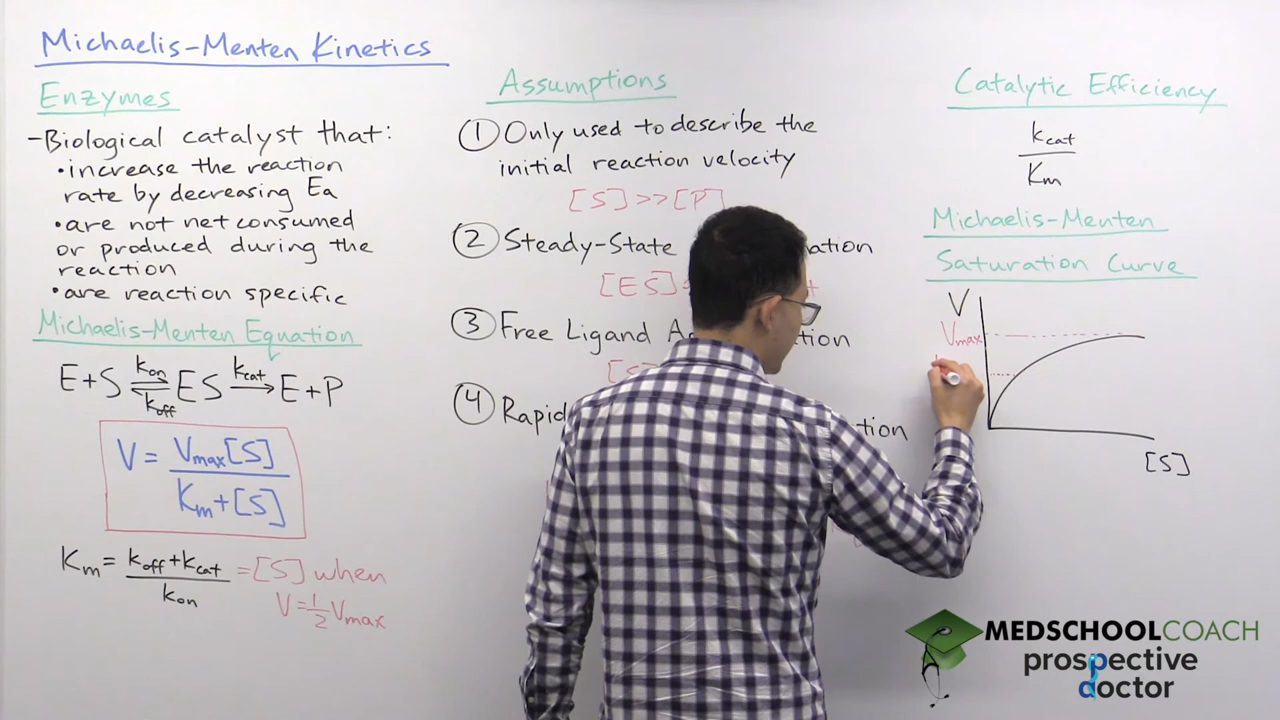 Michaelis-Menten Kinetics
Enzymes
-Biological catalyst that:
•increase the reaction
rate by decreasing Ea
•are not net consumed
or produced during the
reaction
•are reaction specific
Michaelis-Menten Equation
E+S kon koff ES kcat E+P
V = Vmax[S]
Km+[S]
Km = koff+kcat = [S] when
kon V=1/2 Vmax
Assumptions
① Only used to describe the
initial reaction velocity
[S]>>[P]
② Steady-State
[ES]
③ Free Ligand
[S]
④ Rapid
Catalytic Efficiency
kcat
Km
Michaelis-Menten
Saturation Curve
V
Vmax
[S]
MEDSCHOOLCOACH
prospective
doctor